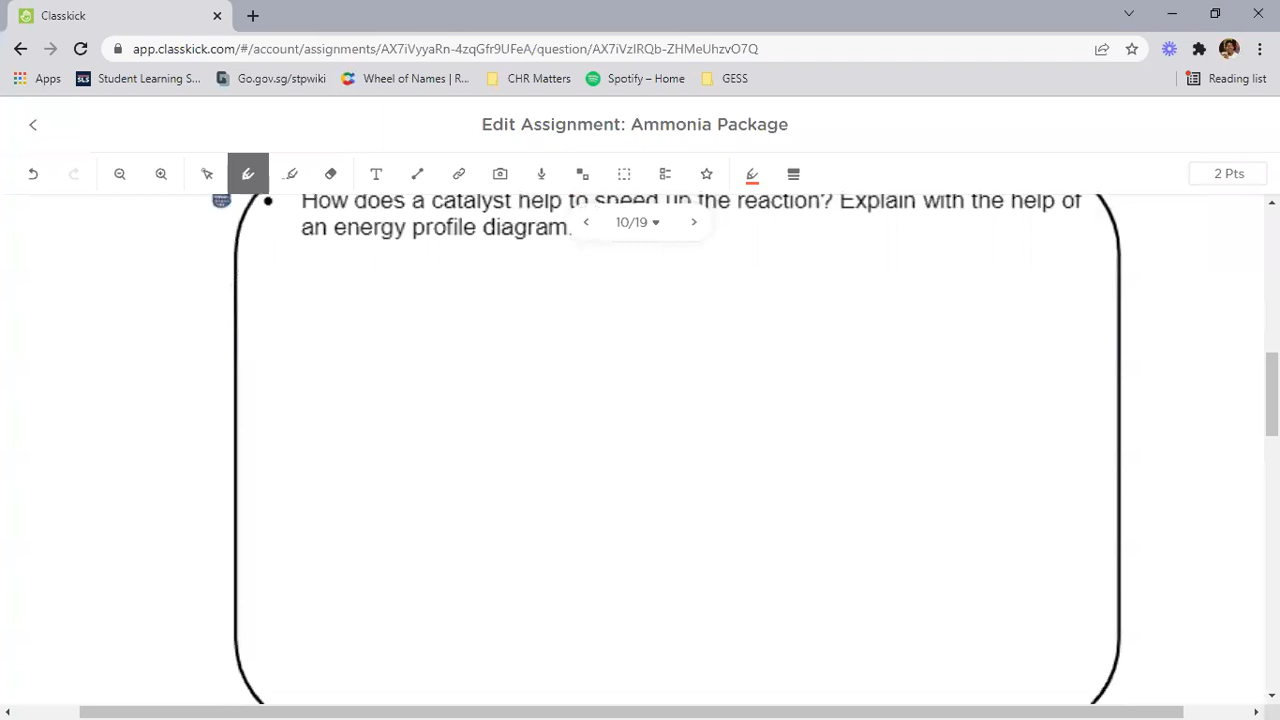 Classkick
app.classkick.com/#/account/assignments/AX7iVyyaRn-4zqGfr9UFeA/question/AX7iVzIRQb-ZHMeUhzvO7Q
Apps
Student Learning S...
Go.gov.sg/stpwiki
Wheel of Names | R...
CHR Matters
Spotify – Home
GESS
Reading list
Edit Assignment: Ammonia Package
2 Pts
How does a catalyst help to speed up the reaction? Explain with the help of
an energy profile diagram.
10/19